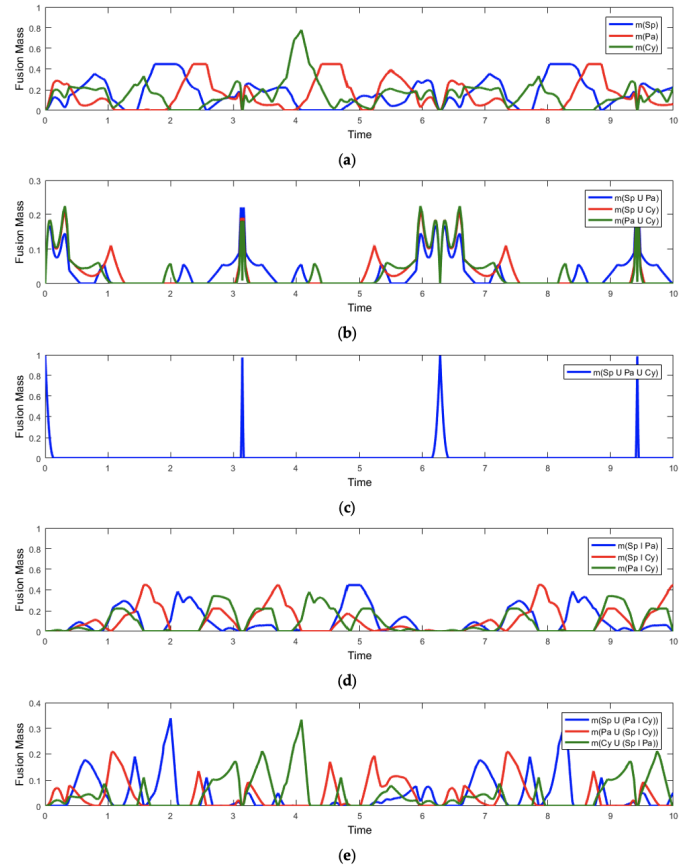 1
0.8
0.6
0.4
0.2
0
Fusion Mass
m(Sp)
m(Pa)
m(Cy)
0 1 2 3 4 5 6 7 8 9 10
Time
(a)
0.3
0.2
0.1
0
Fusion Mass
m(Sp U Pa)
m(Sp U Cy)
m(Pa U Cy)
0 1 2 3 4 5 6 7 8 9 10
Time
(b)
1
0.8
0.6
0.4
0.2
0
Fusion Mass
m(Sp U Pa U Cy)
0 1 2 3 4 5 6 7 8 9 10
Time
(c)
1
0.8
0.6
0.4
0.2
0
Fusion Mass
m(Sp I Pa)
m(Sp I Cy)
m(Pa I Cy)
0 1 2 3 4 5 6 7 8 9 10
Time
(d)
0.4
0.3
0.2
0.1
0
Fusion Mass
m(Sp U (Pa I Cy))
m(Pa U (Sp I Cy))
m(Cy U (Sp I Pa))
0 1 2 3 4 5 6 7 8 9 10
Time
(e)